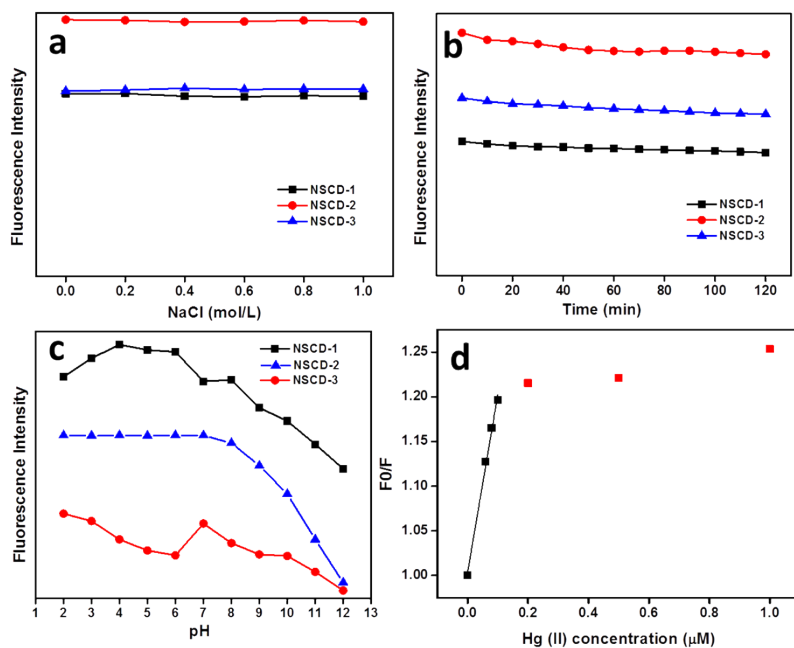 a
Fluorescence Intensity
NSCD-1
NSCD-2
NSCD-3
0.0 0.2 0.4 0.6 0.8 1.0
NaCl (mol/L)
b
Fluorescence Intensity
NSCD-1
NSCD-2
NSCD-3
0 20 40 60 80 100 120
Time (min)
c
Fluorescence Intensity
NSCD-1
NSCD-2
NSCD-3
1 2 3 4 5 6 7 8 9 10 11 12 13
pH
d
F0/F
1.25
1.20
1.15
1.10
1.05
1.00
0.0 0.2 0.4 0.6 0.8 1.0
Hg (II) concentration (μM)